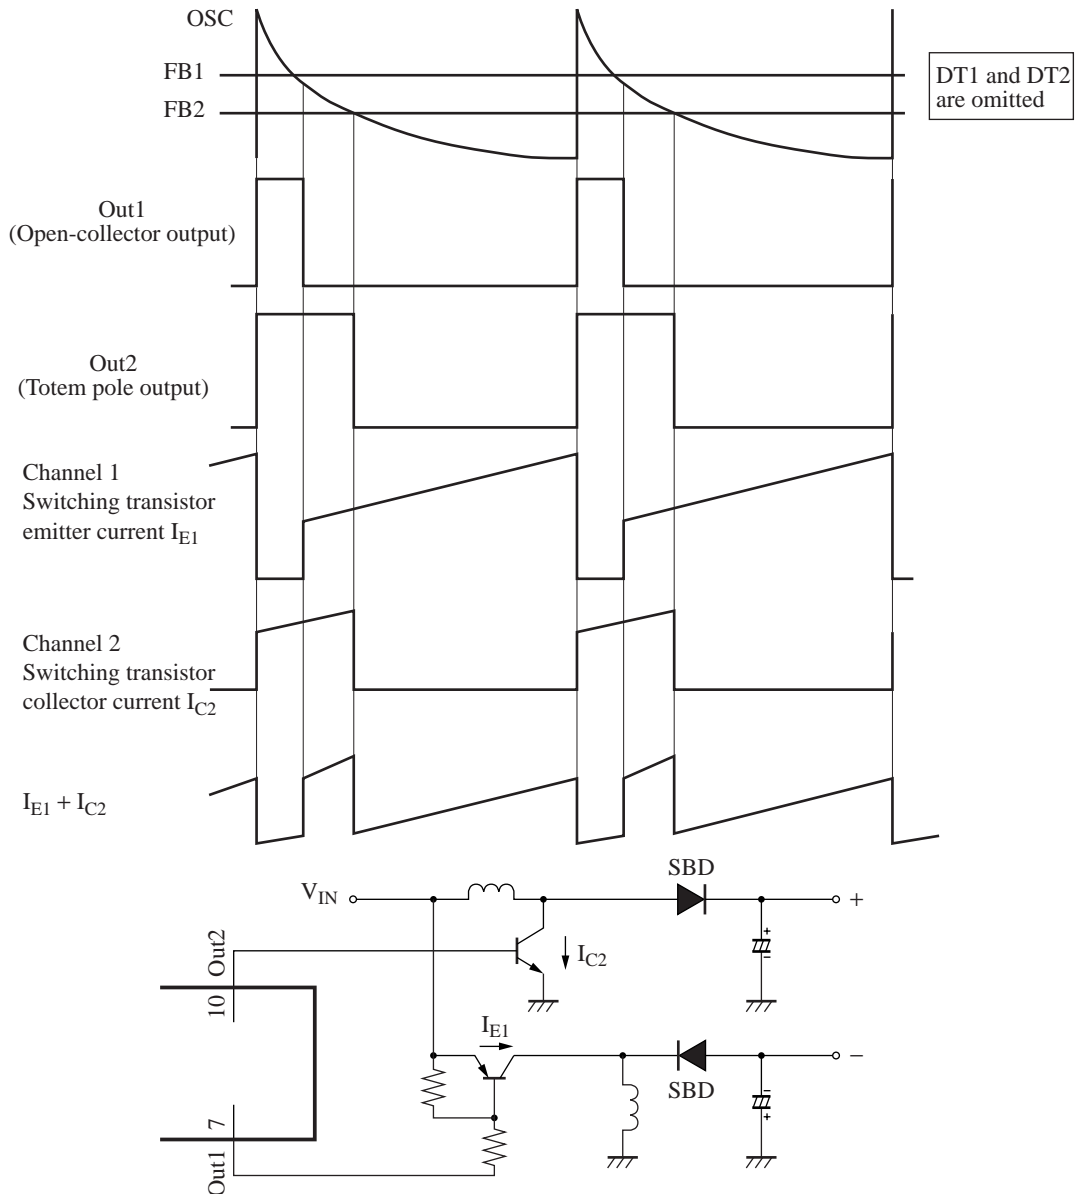 OSC
FB1
FB2
DT1 and DT2
are omitted
Out1
(Open-collector output)
Out2
(Totem pole output)
Channel 1
Switching transistor
emitter current I_E1
Channel 2
Switching transistor
collector current I_C2
I_E1 + I_C2
SBD
V_IN
+
+
−
Out2
10
I_C2
I_E1
−
SBD
−
+
7
Out1